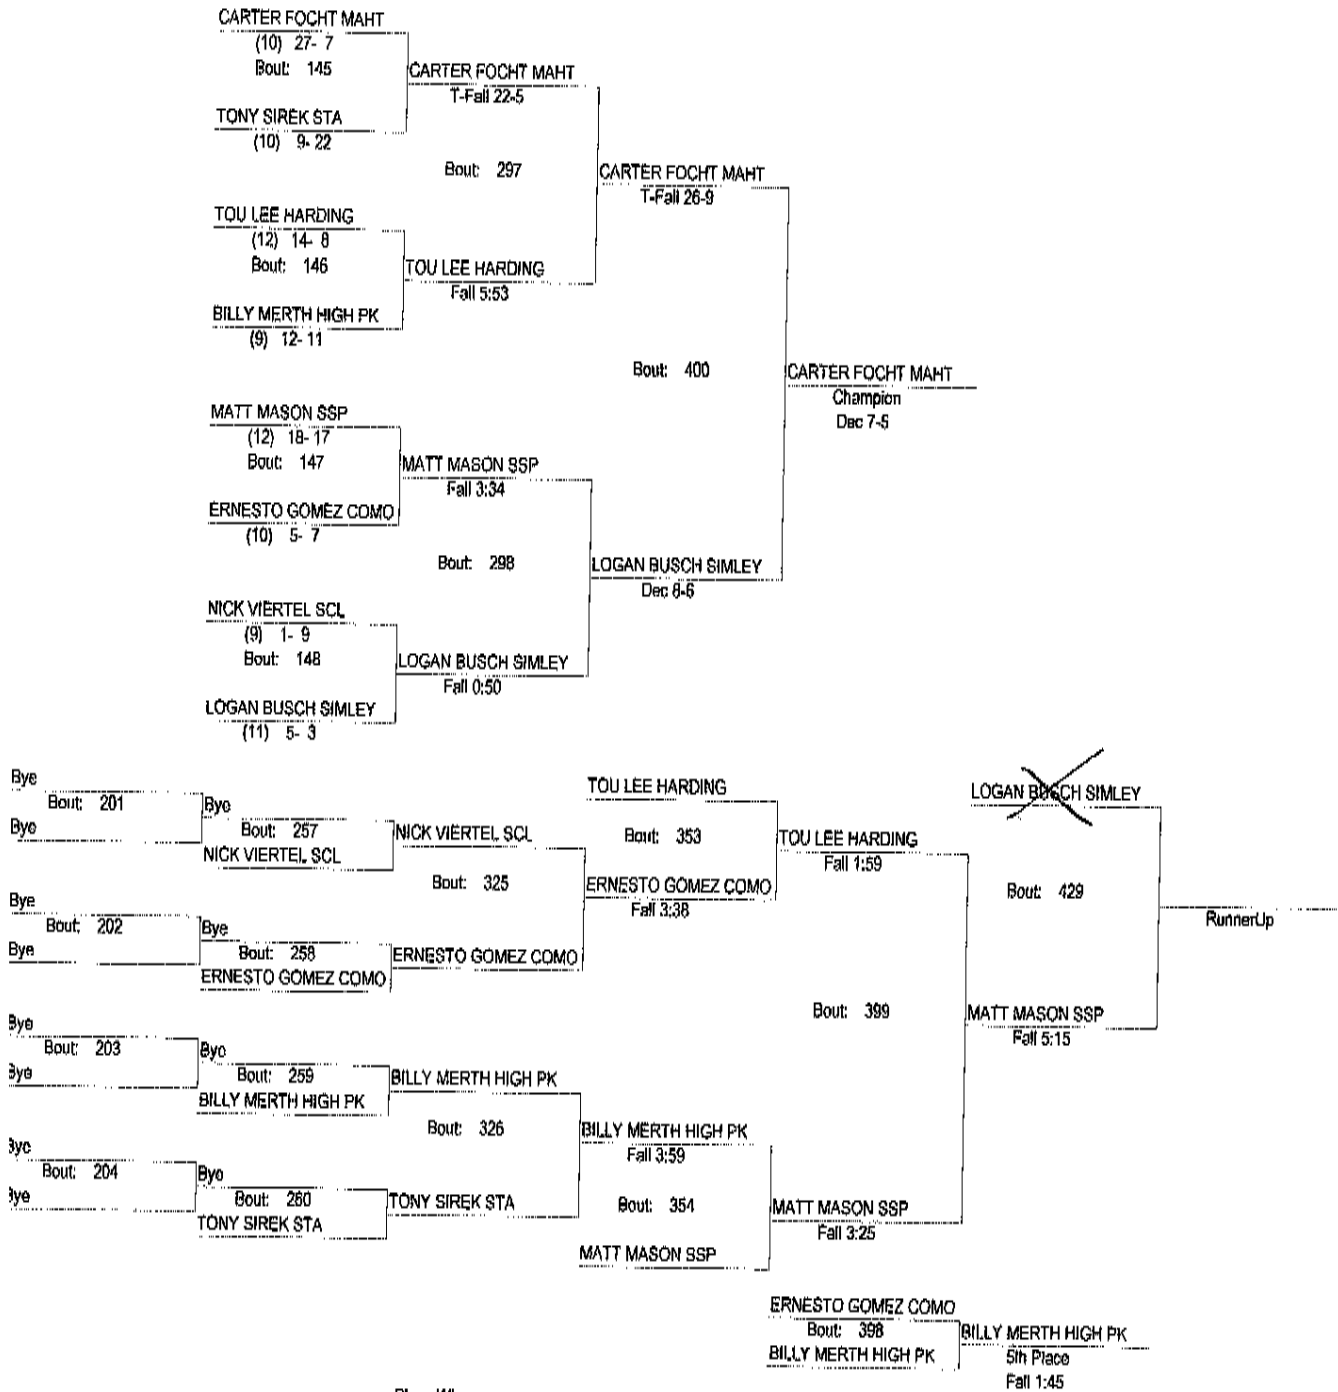 CARTER FOCHT MAHT
(10) 27- 7
Bout: 145
CARTER FOCHT MAHT
T-Fall 22-5
TONY SIREK STA
(10) 9- 22
Bout: 297
CARTER FOCHT MAHT
T-Fall 26-9
TOU LEE HARDING
(12) 14- 8
Bout: 146
TOU LEE HARDING
Fall 5:53
BILLY MERTH HIGH PK
(9) 12- 11
Bout: 400
CARTER FOCHT MAHT
Champion
Dec 7-5
MATT MASON SSP
(12) 18- 17
Bout: 147
MATT MASON SSP
Fall 3:34
ERNESTO GOMEZ COMO
(10) 5- 7
Bout: 298
LOGAN BUSCH SIMLEY
Dec 8-6
NICK VIERTEL SCL
(9) 1- 9
Bout: 148
LOGAN BUSCH SIMLEY
Fall 0:50
LOGAN BUSCH SIMLEY
(11) 5- 3
Bye
Bout: 201
Bye
Bye
Bout: 257
NICK VIERTEL SCL
NICK VIERTEL SCL
TOU LEE HARDING
Bout: 353
TOU LEE HARDING
Fall 1:59
LOGAN BUSCH SIMLEY
Bout: 325
ERNESTO GOMEZ COMO
Fall 3:38
Bout: 429
RunnerUp
Bye
Bout: 202
Bye
Bye
Bout: 258
ERNESTO GOMEZ COMO
ERNESTO GOMEZ COMO
Bout: 399
MATT MASON SSP
Fall 5:15
Bye
Bout: 203
Bye
Bye
Bout: 259
BILLY MERTH HIGH PK
BILLY MERTH HIGH PK
Bout: 326
BILLY MERTH HIGH PK
Fall 3:59
Bye
Bout: 204
Bye
Bye
Bout: 260
TONY SIREK STA
TONY SIREK STA
Bout: 354
MATT MASON SSP
Fall 3:25
MATT MASON SSP
ERNESTO GOMEZ COMO
Bout: 398
BILLY MERTH HIGH PK
BILLY MERTH HIGH PK
5th Place
Fall 1:45